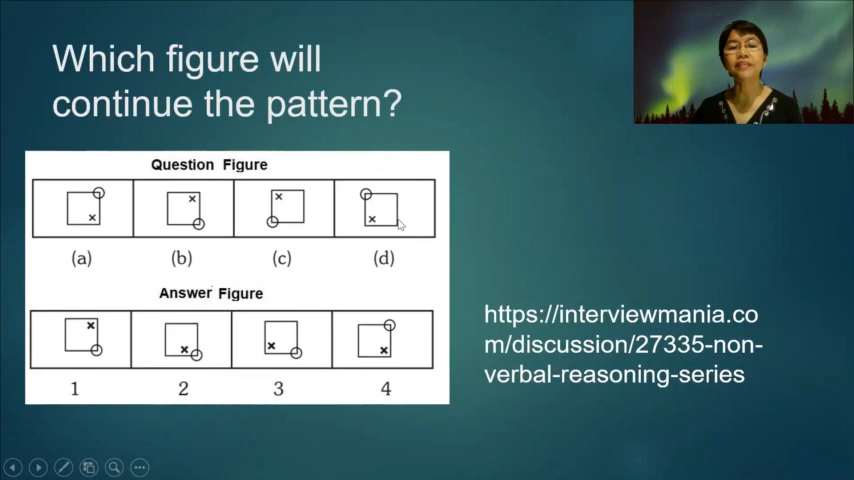 Which figure will
continue the pattern?
Question Figure
(a) (b) (c) (d)
Answer Figure
1 2 3 4
https://interviewmania.co
m/discussion/27335-non-
verbal-reasoning-series